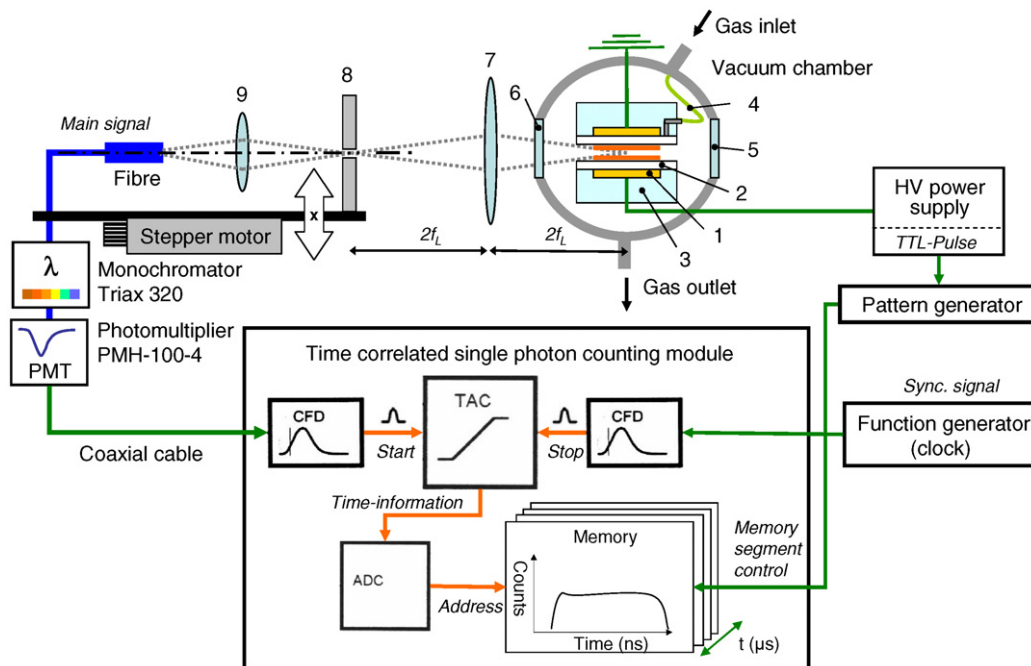 Gas inlet
Vacuum chamber
7
8
9
6
4
5
2
1
3
Main signal
Fibre
x
Stepper motor
2f_L
2f_L
Gas outlet
HV power
supply
TTL-Pulse
Pattern generator
λ
Monochromator
Triax 320
Photomultiplier
PMH-100-4
PMT
Coaxial cable
Time correlated single photon counting module
CFD
Start
TAC
Stop
CFD
Sync. signal
Function generator
(clock)
Time-information
ADC
Address
Memory
Counts
Time (ns)
Memory
segment
control
t (µs)